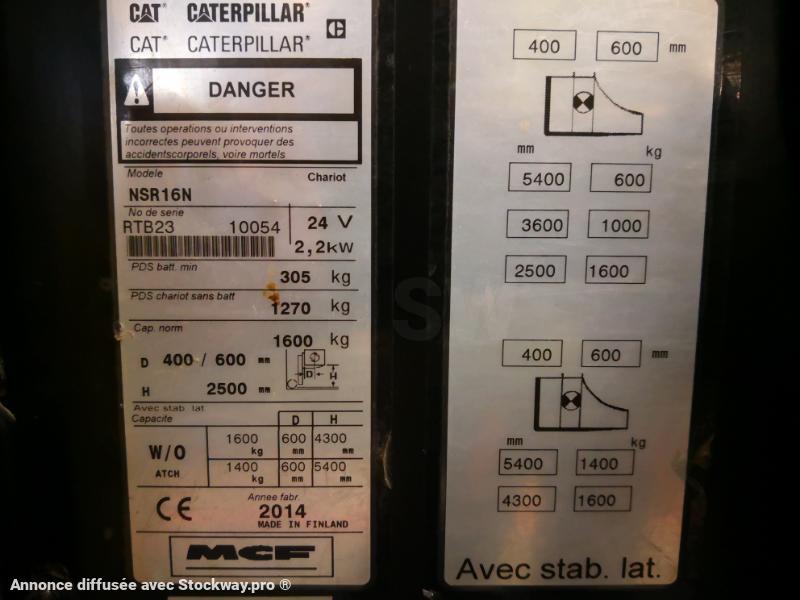 CAT® CATERPILLAR®
CAT® CATERPILLAR®
DANGER
Toutes operations ou interventions
incorrectes peuvent provoquer des
accidentscorporels, voire mortels
Modele Chariot
NSR16N
No de serie
RTB23 10054 24 V
2,2kW
PDS batt. min
305 kg
PDS chariot sans batt
1270 kg
Cap. norm
1600 kg
D 400 / 600 mm
D H
H 2500 mm
Avec stab. lat.
Capacite D H
W/O ATCH
1600 kg 600 mm 4300 mm
1400 kg 600 mm 5400 mm
CE
Annee fabr.
2014
MADE IN FINLAND
MCF
400 600 mm
mm kg
5400 600
3600 1000
2500 1600
400 600 mm
mm kg
5400 1400
4300 1600
Avec stab. lat.
Annonce diffusée avec Stockway.pro ®